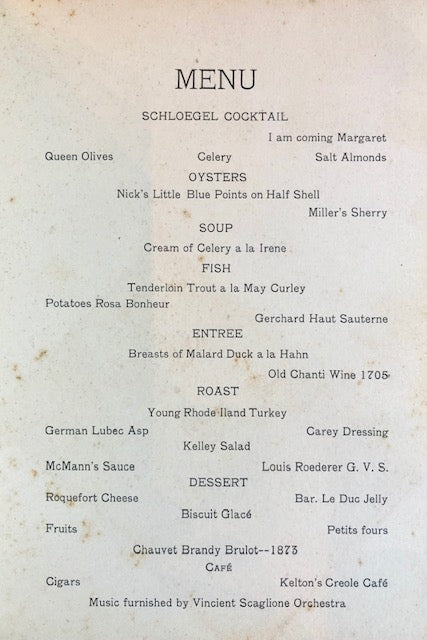 MENU
SCHLOEGEL COCKTAIL
I am coming Margaret
Queen Olives Celery Salt Almonds
OYSTERS
Nick's Little Blue Points on Half Shell
Miller's Sherry
SOUP
Cream of Celery a la Irene
FISH
Tenderloin Trout a la May Curley
Potatoes Rosa Bonheur
Gerchard Haut Sauterne
ENTREE
Breasts of Malard Duck a la Hahn
Old Chanti Wine 1705
ROAST
Young Rhode Iland Turkey
German Lubec Asp Carey Dressing
Kelley Salad
McMann's Sauce Louis Roederer G. V. S.
DESSERT
Roquefort Cheese Bar. Le Duc Jelly
Biscuit Glacé
Fruits Petits fours
Chauvet Brandy Brulot--1873
CAFÉ
Cigars Kelton's Creole Café
Music furnished by Vincient Scaglione Orchestra